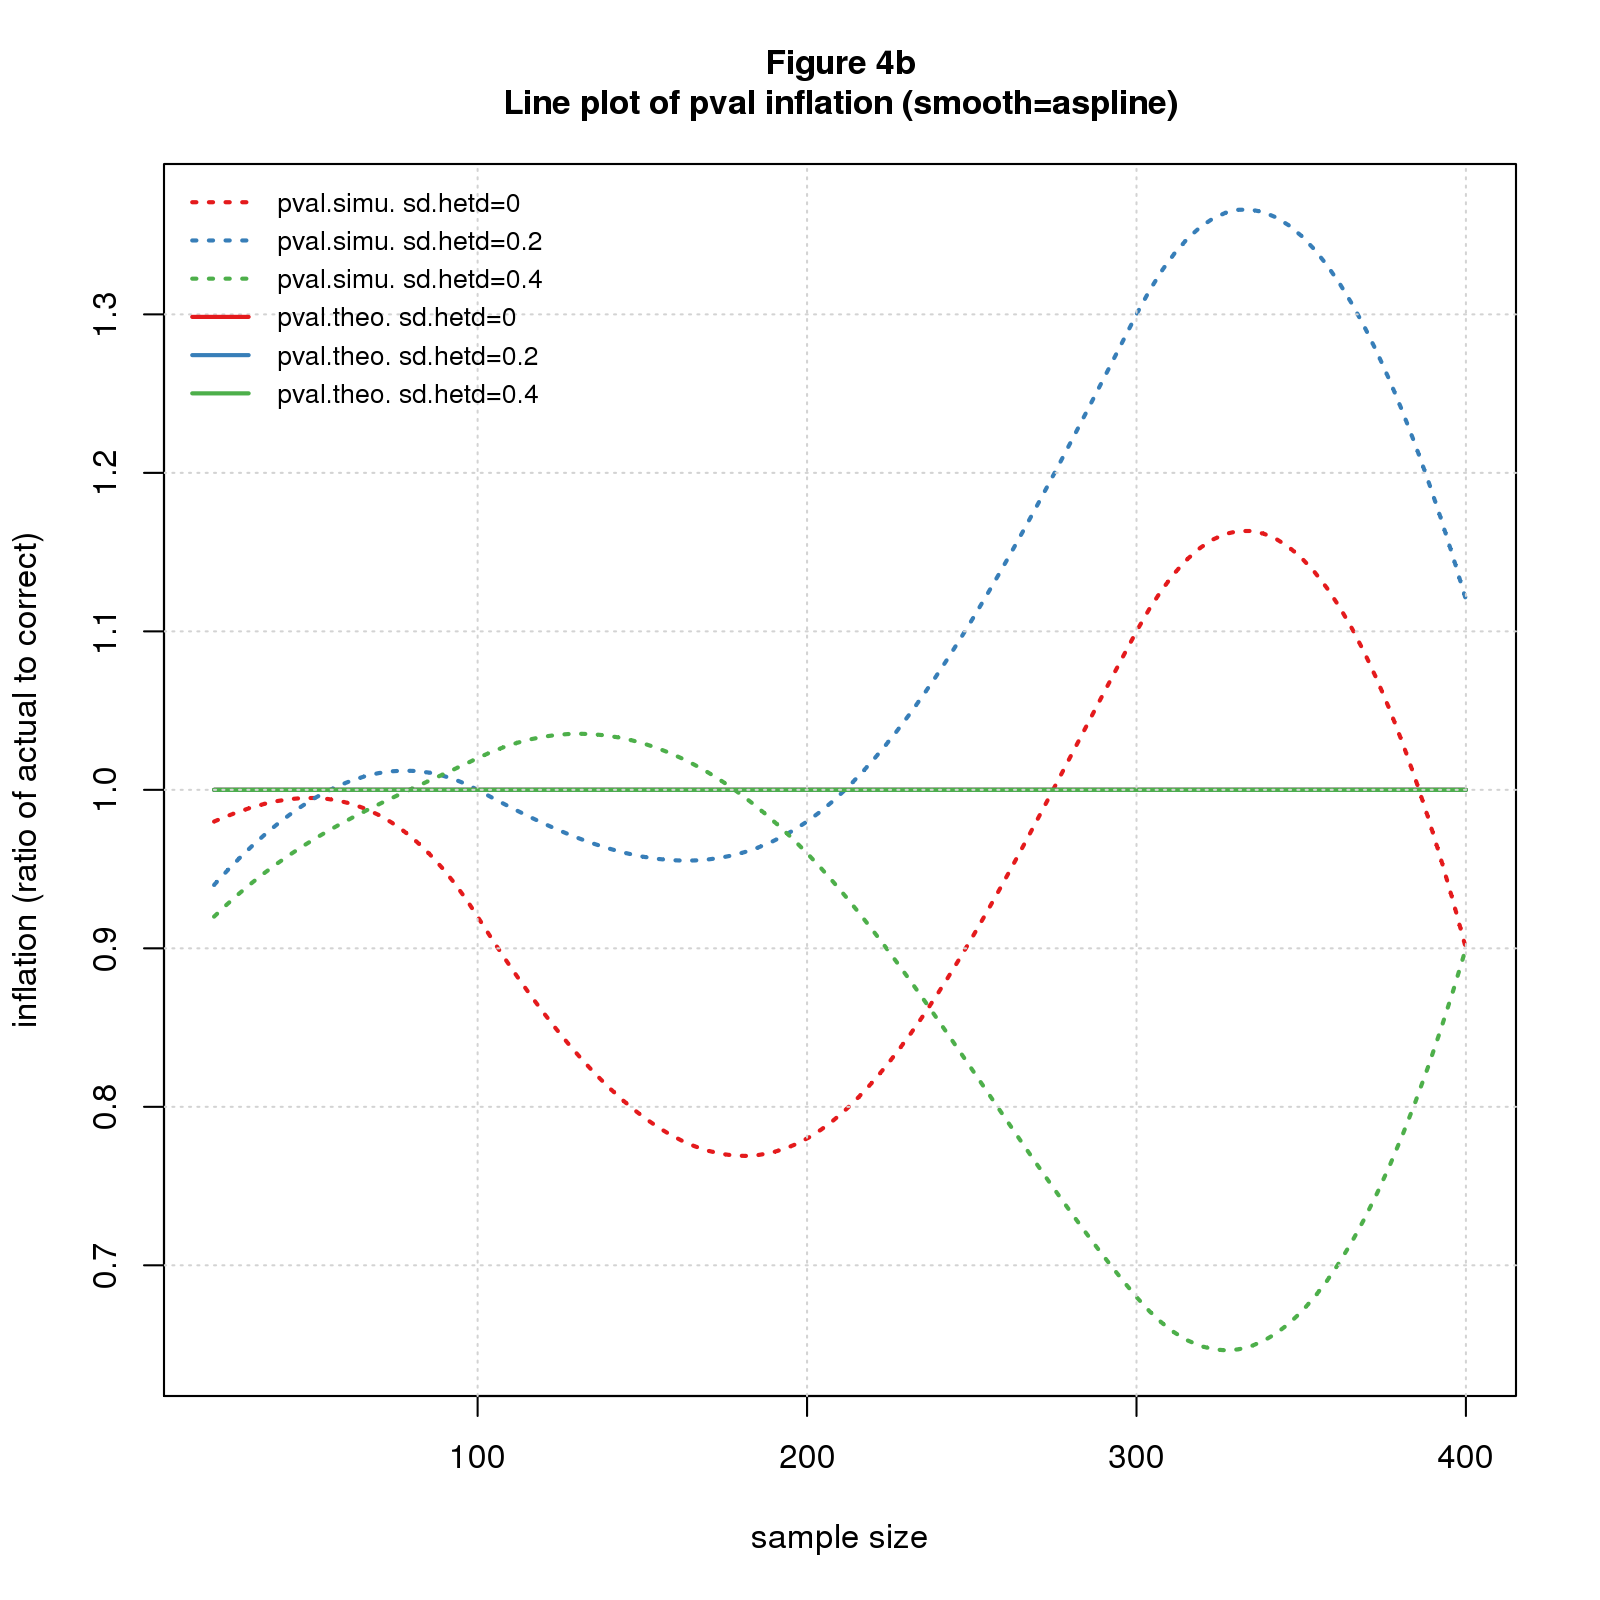 Figure 4b
Line plot of pval inflation (smooth=aspline)
pval.simu. sd.hetd=0
pval.simu. sd.hetd=0.2
pval.simu. sd.hetd=0.4
pval.theo. sd.hetd=0
pval.theo. sd.hetd=0.2
pval.theo. sd.hetd=0.4
inflation (ratio of actual to correct)
1.3
1.2
1.1
1.0
0.9
0.8
0.7
100
200
300
400
sample size